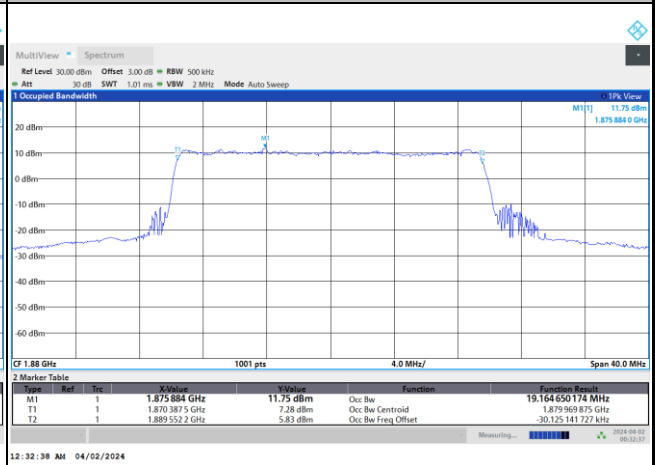 MultiView Spectrum
Ref Level 30.00 dBm Offset 3.00 dB RBW 500 kHz
Att 30 dB SWT 1.01 ms VBW 2 MHz Mode Auto Sweep
1 Occupied Bandwidth 1Pk View
M1[1] 11.75 dBm
1.875 884 0 GHz
20 dBm
M1
T1 T2
10 dBm
0 dBm
-10 dBm
-20 dBm
-30 dBm
-40 dBm
-50 dBm
-60 dBm
CF 1.88 GHz 1001 pts 4.0 MHz/ Span 40.0 MHz
2 Marker Table
Type Ref Trc X-Value Y-Value Function Function Result
M1 1 1.875 884 GHz 11.75 dBm Occ Bw 19.164 650 174 MHz
T1 1 1.870 387 5 GHz 7.28 dBm Occ Bw Centroid 1.879 969 875 GHz
T2 1 1.889 552 2 GHz 5.83 dBm Occ Bw Freq Offset -30.125 141 727 kHz
Measuring... 2024-04-02
00:32:37
12:32:38 AM 04/02/2024